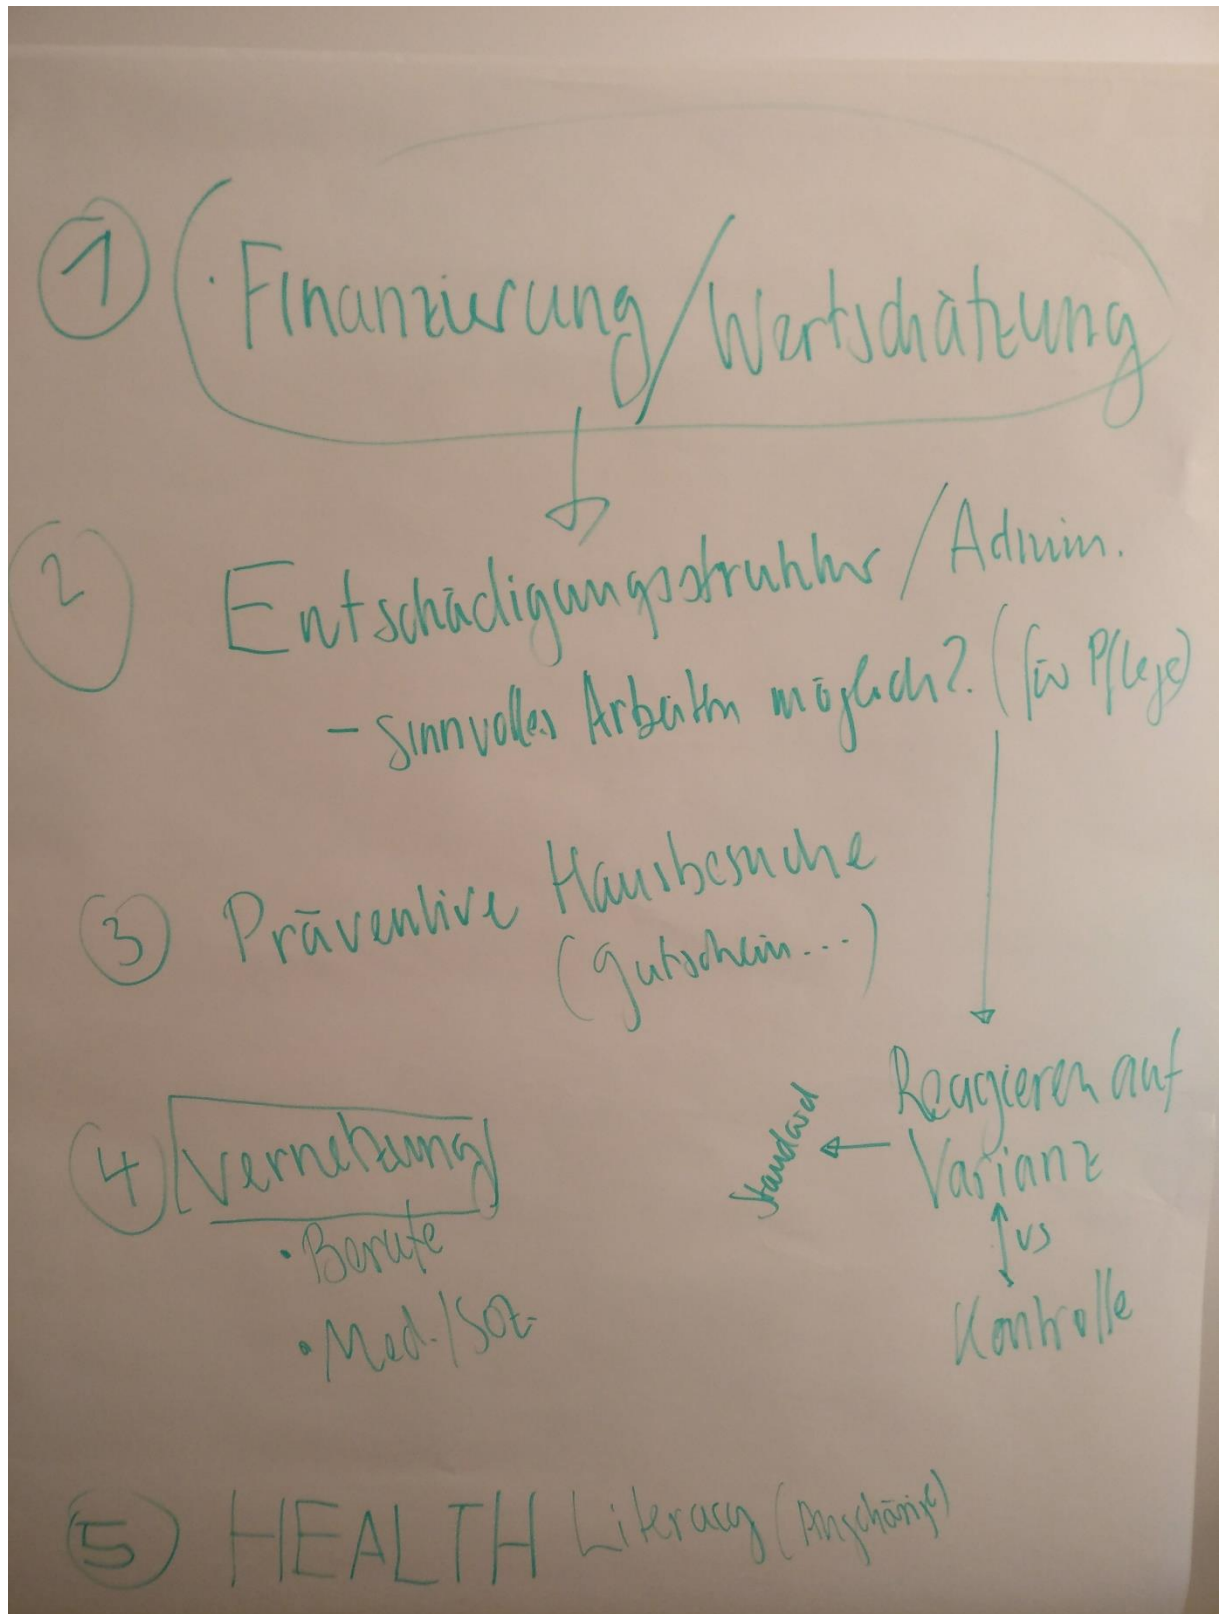 1 · Finanzierung / Wertschätzung
2 Entschädigungsstruktur / Admin.
- sinnvolles Arbeiten möglich? (für Pflege)
3 Präventive Hausbesuche
(Gutschein...)
Reagieren auf
Varianz
Standard
vs
Kontrolle
4 Vernetzung
· Berufe
· Med./Soz.
5 HEALTH Literacy (Angehörige)